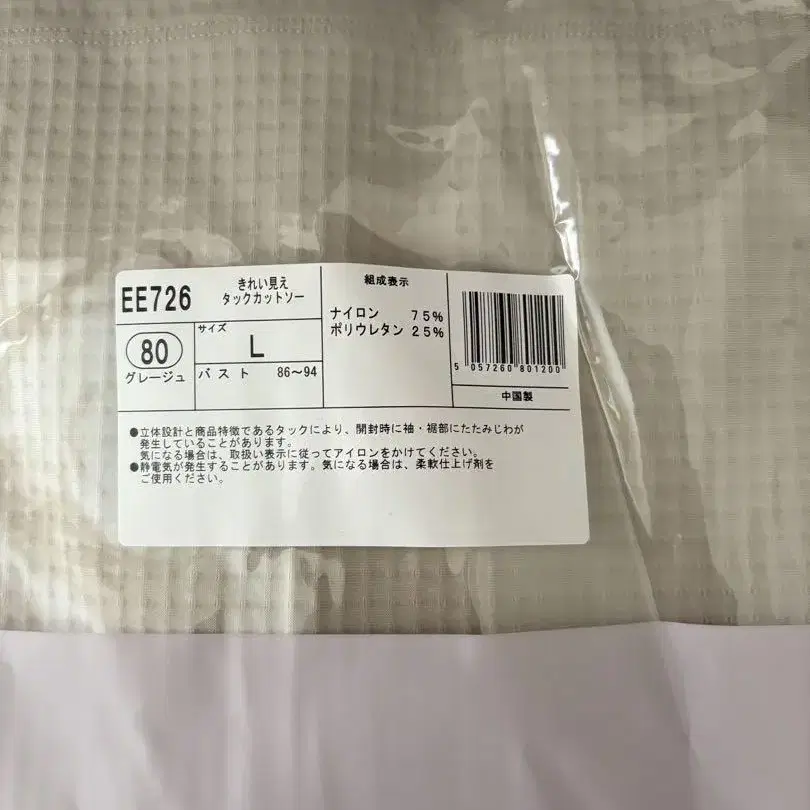 EE726
きれい見え
タックカットソー
80
グレージュ
サイズ
L
バスト 86～94
組成表示
ナイロン 75%
ポリウレタン 25%
5 057260 801200
中国製
●立体設計と商品特徴であるタックにより、開封時に袖・裾部にたたみじわが
発生していることがあります。
気になる場合は、取扱い表示に従ってアイロンをかけてください。
●静電気が発生することがあります。気になる場合は、柔軟仕上げ剤を
ご使用ください。